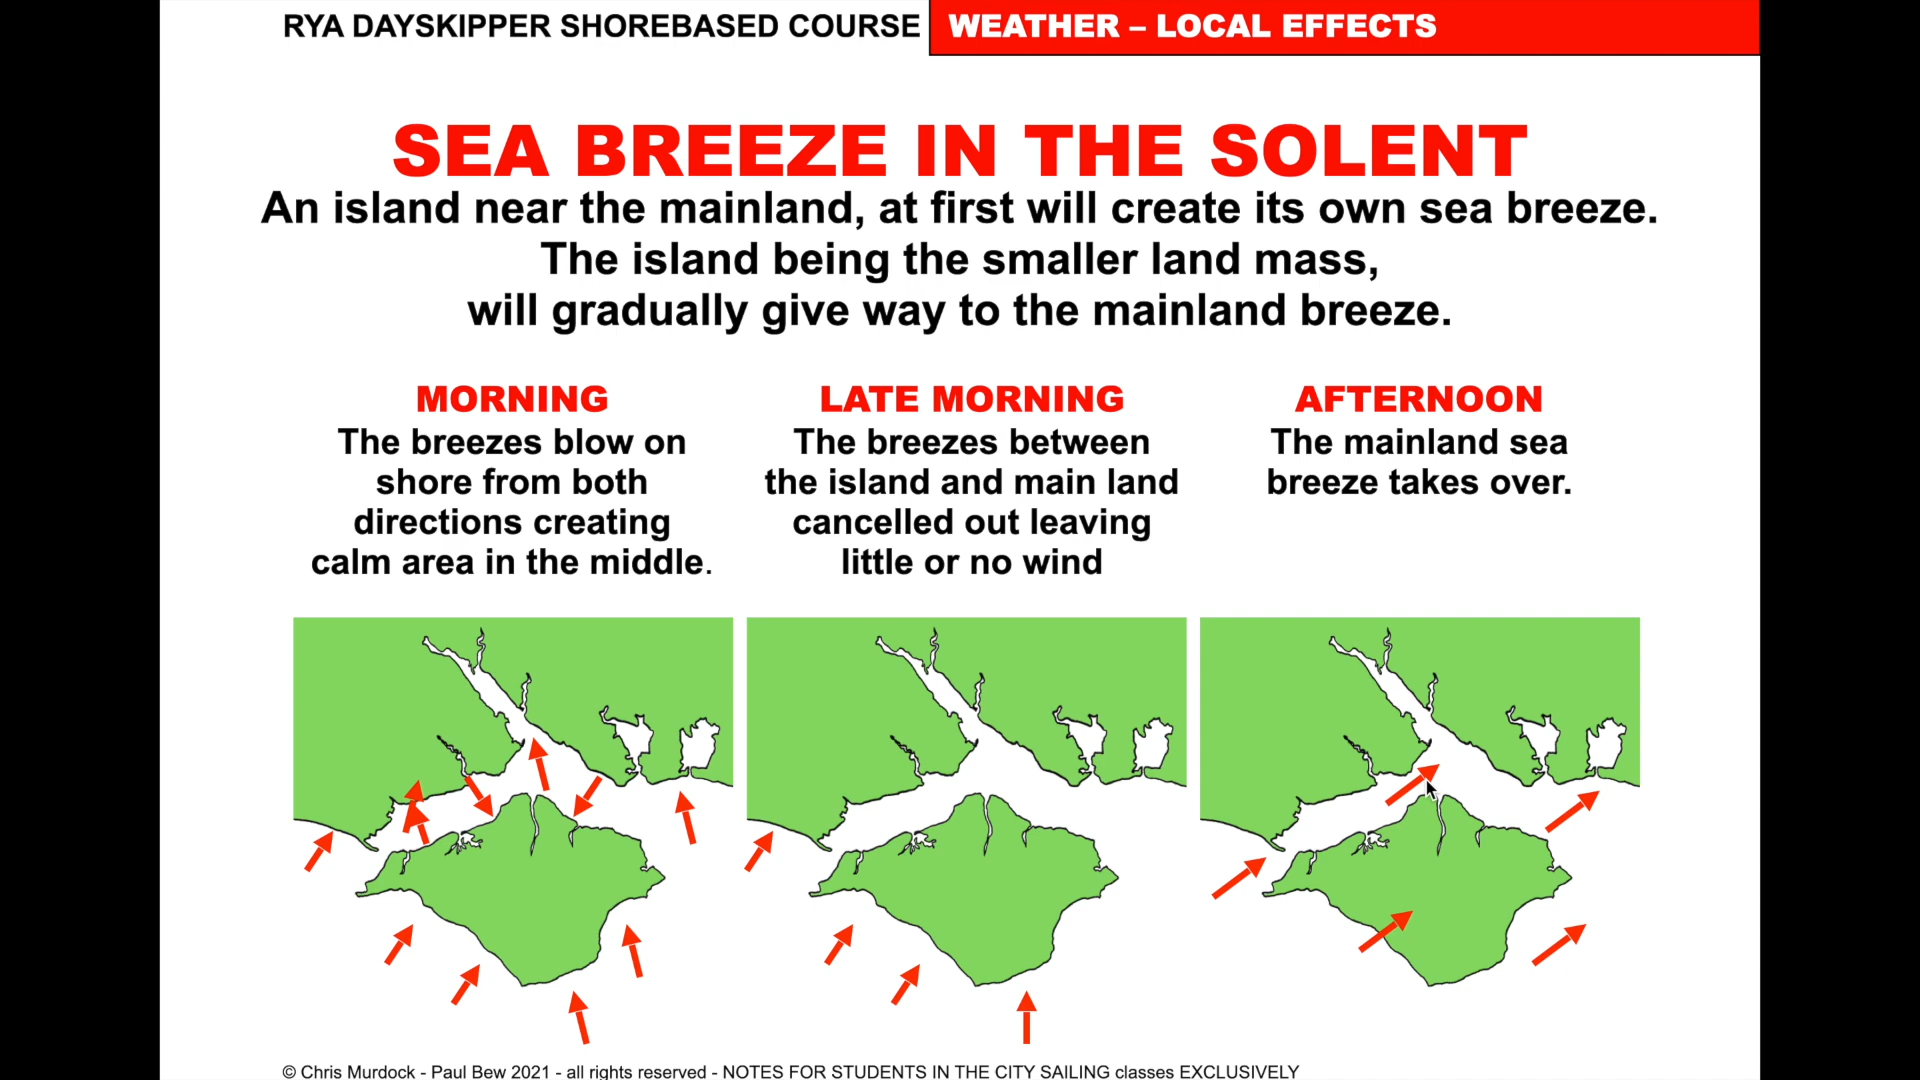 RYA DAYSKIPPER SHOREBASED COURSE WEATHER – LOCAL EFFECTS
SEA BREEZE IN THE SOLENT
An island near the mainland, at first will create its own sea breeze.
The island being the smaller land mass,
will gradually give way to the mainland breeze.
MORNING
The breezes blow on
shore from both
directions creating
calm area in the middle.
LATE MORNING
The breezes between
the island and main land
cancelled out leaving
little or no wind
AFTERNOON
The mainland sea
breeze takes over.
© Chris Murdock - Paul Bew 2021 - all rights reserved - NOTES FOR STUDENTS IN THE CITY SAILING classes EXCLUSIVELY